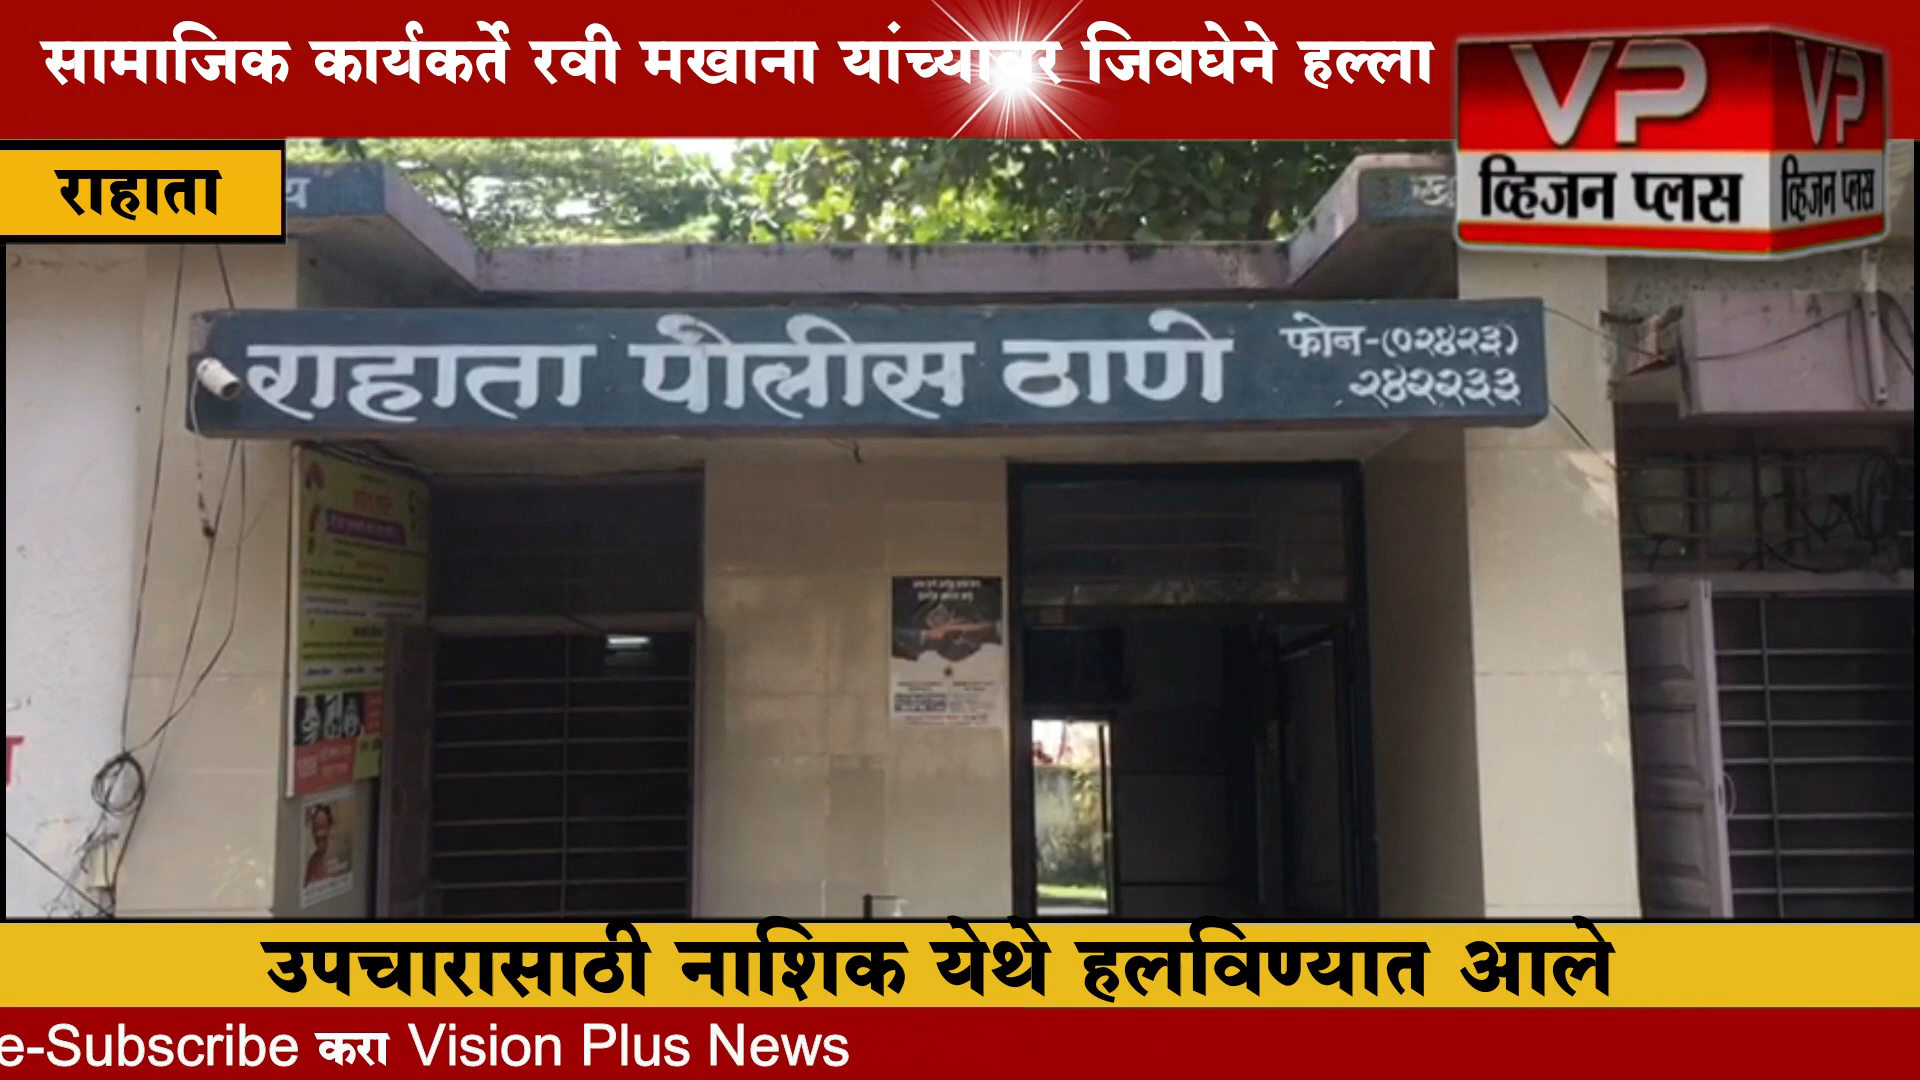 सामाजिक कार्यकर्ते रवी मखाना यांच्यावर जिवघेने हल्ला
VP
व्हिजन प्लस
VP
व्हिजन प्लस
राहाता
य
राहाता पोलीस ठाणे
फोन-(०२४२३)
२४२२३३
उपचारासाठी नाशिक येथे हलविण्यात आले
e-Subscribe करा Vision Plus News